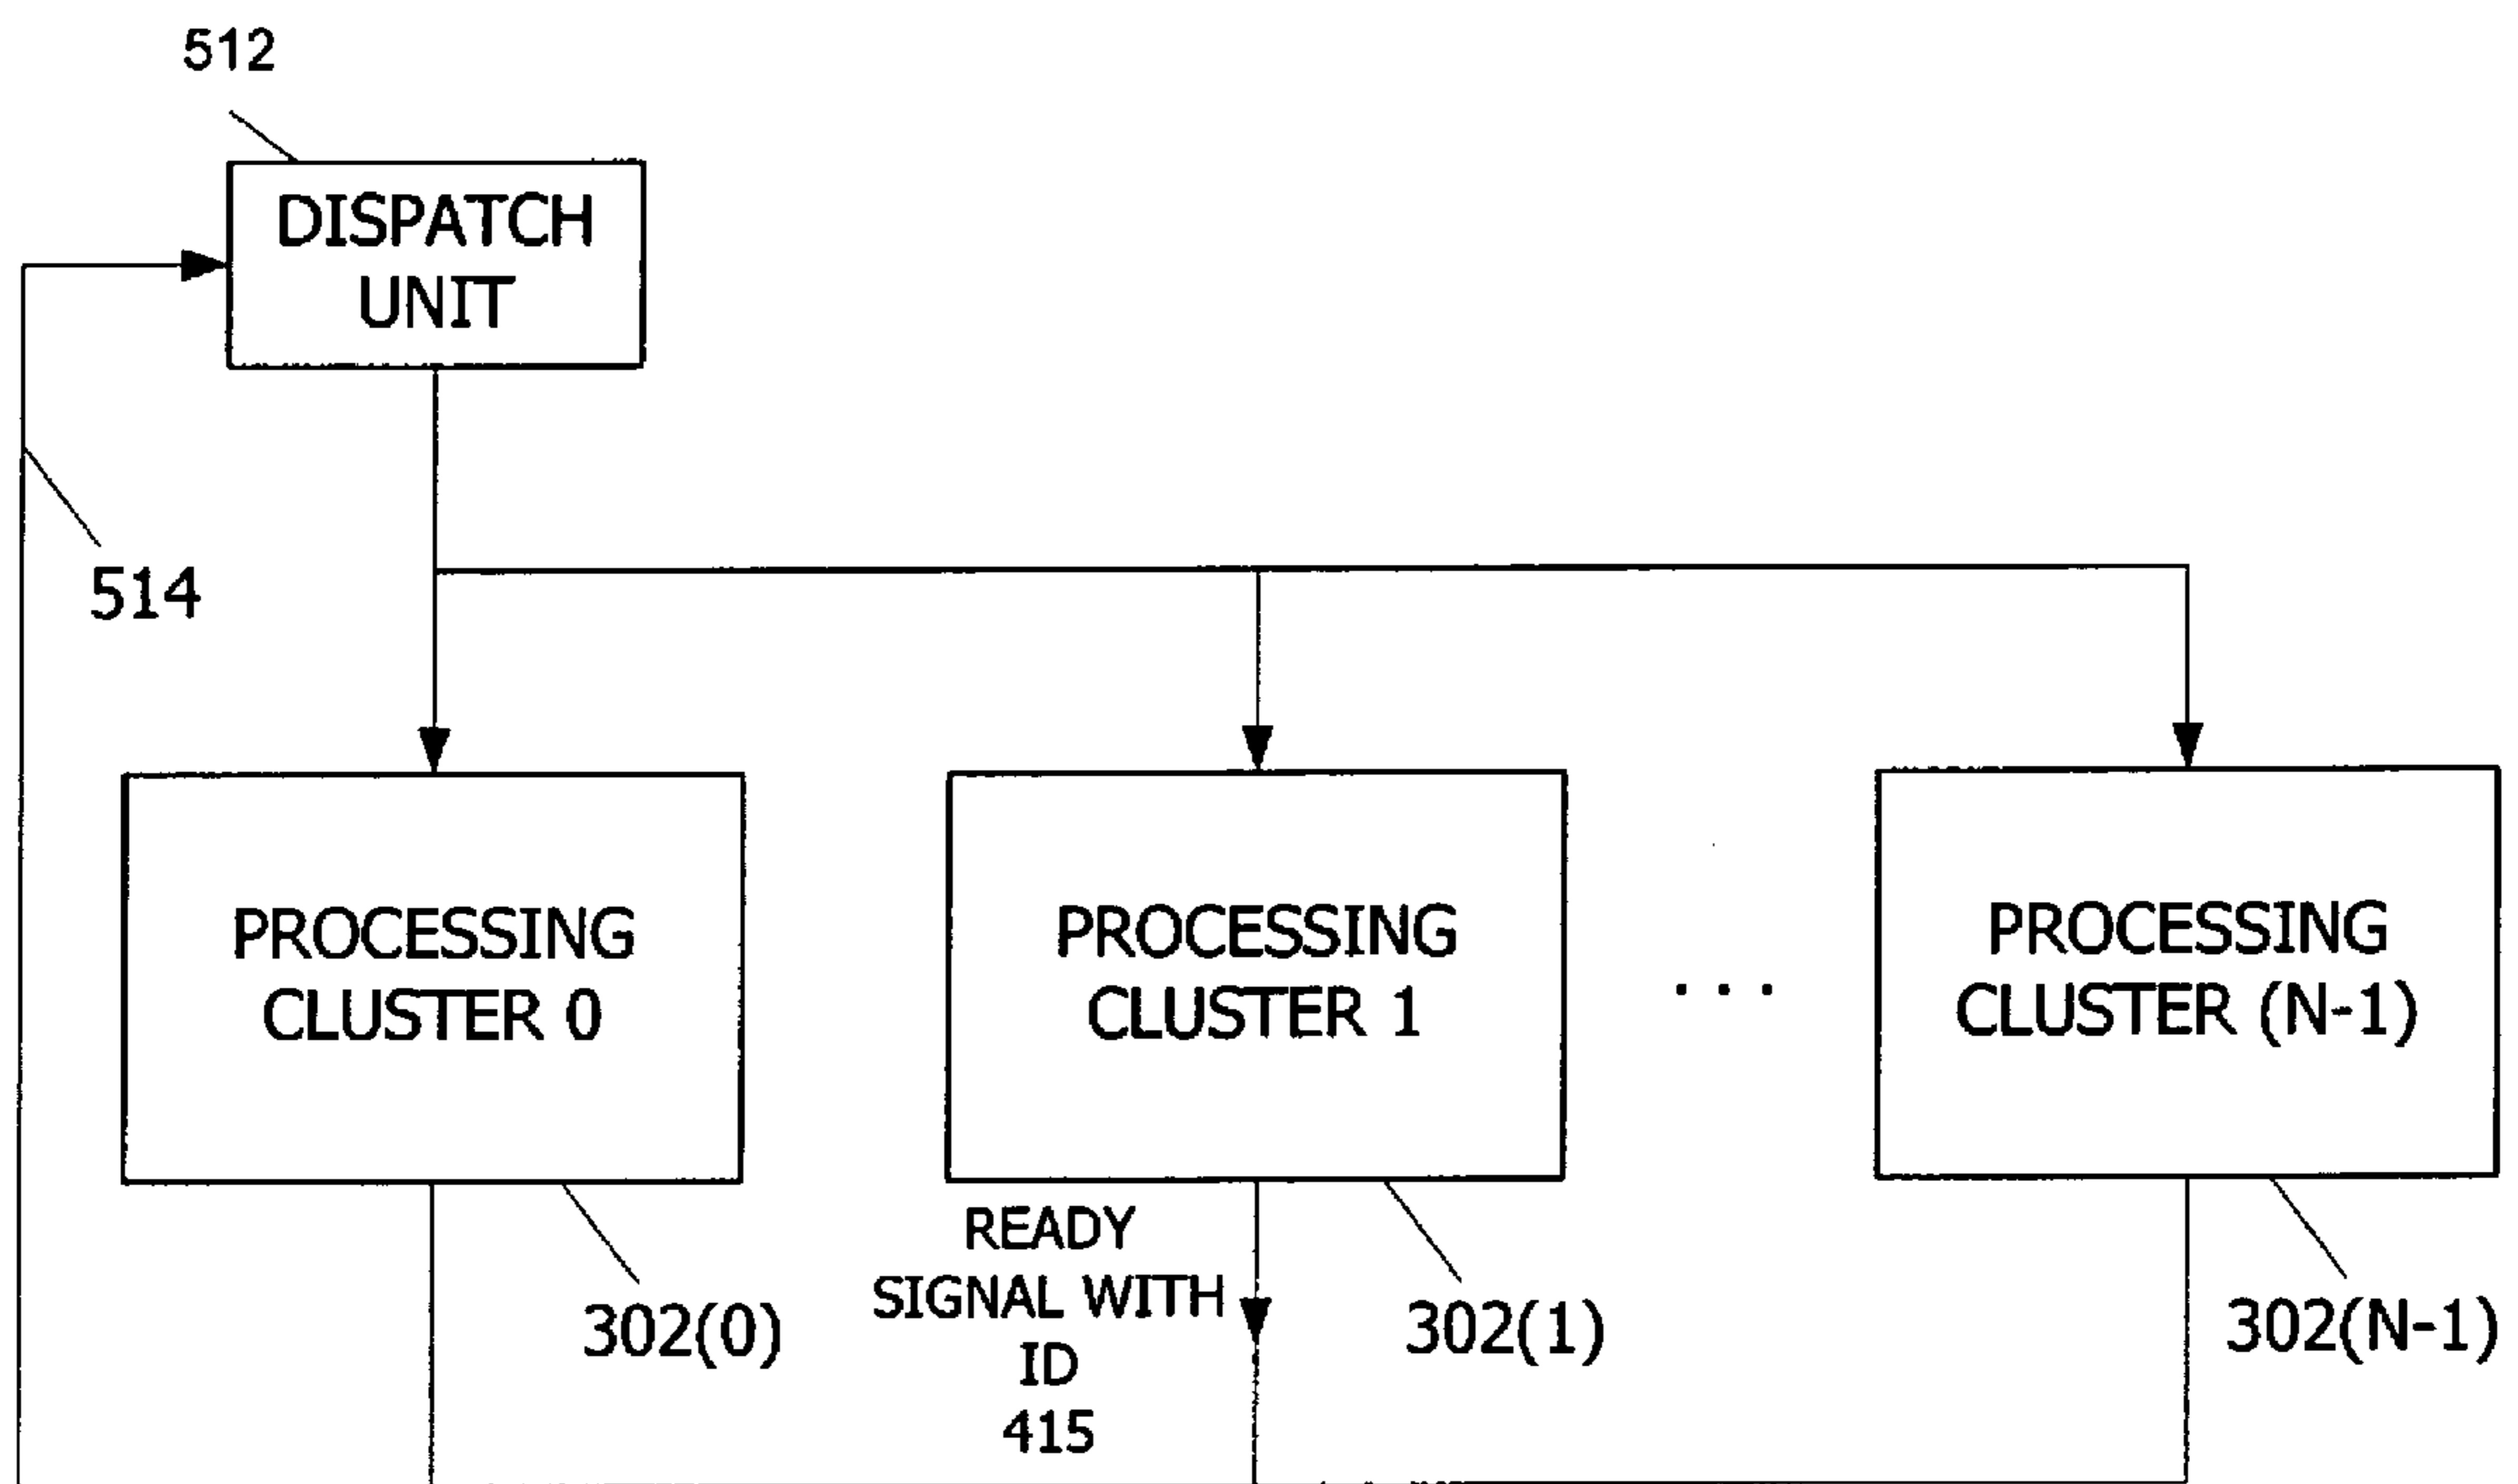 512
DISPATCH
UNIT
514
PROCESSING
CLUSTER 0
PROCESSING
CLUSTER 1
. . .
PROCESSING
CLUSTER (N-1)
302(0)
READY
SIGNAL WITH
ID
415
302(1)
302(N-1)